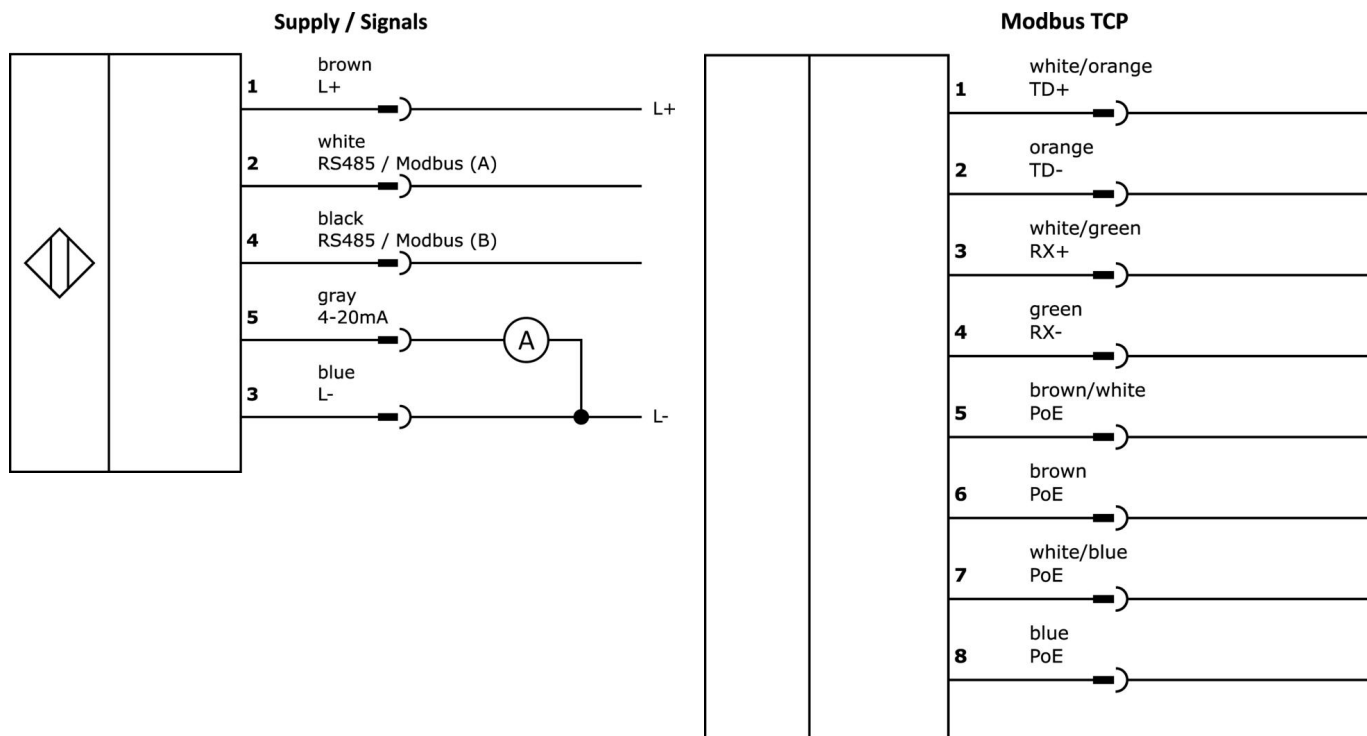 Supply / Signals
brown
1 L+
L+
white
2 RS485 / Modbus (A)
black
4 RS485 / Modbus (B)
gray
5 4-20mA
A
blue
3 L-
L-
Modbus TCP
white/orange
1 TD+
orange
2 TD-
white/green
3 RX+
green
4 RX-
brown/white
5 PoE
brown
6 PoE
white/blue
7 PoE
blue
8 PoE